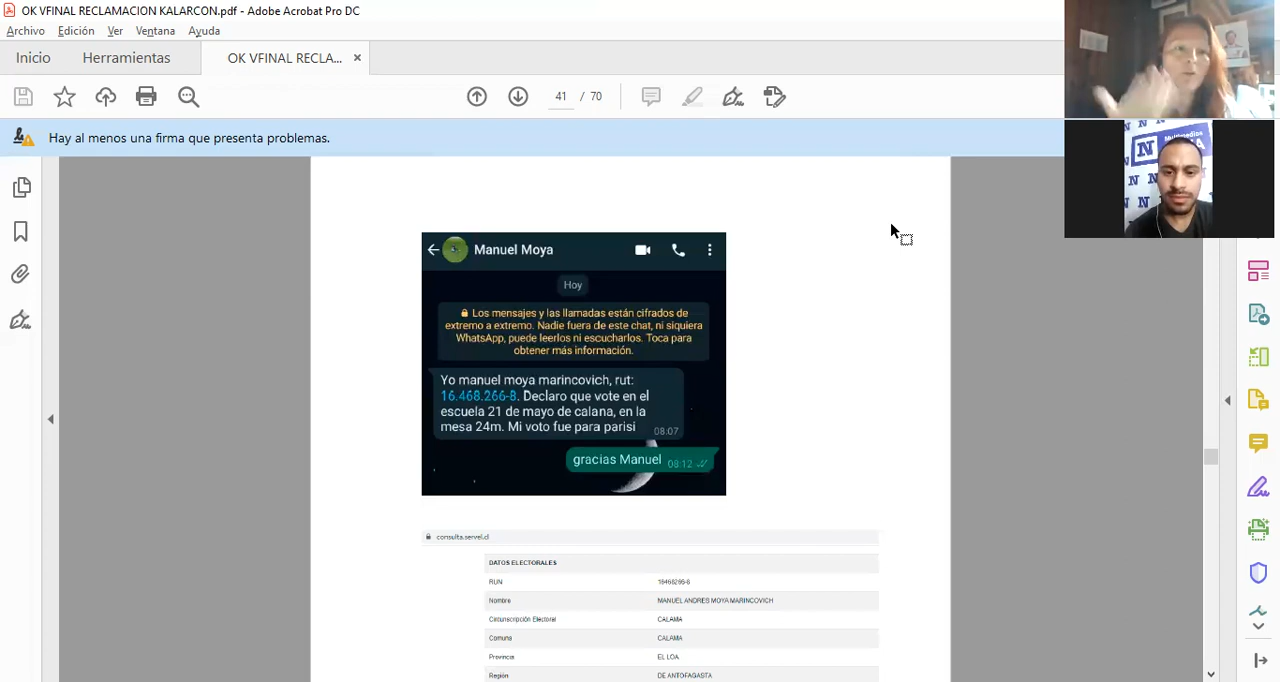 OK VFINAL RECLAMACION KALARCON.pdf - Adobe Acrobat Pro DC
Archivo Edición Ver Ventana Ayuda
Inicio Herramientas OK VFINAL RECLA... ×
41 / 70
Hay al menos una firma que presenta problemas.
N Multimedios
N
N N
N N
Manuel Moya
Hoy
Los mensajes y las llamadas están cifrados de
extremo a extremo. Nadie fuera de este chat, ni siquiera
WhatsApp, puede leerlos ni escucharlos. Toca para
obtener más información.
Yo manuel moya marincovich, rut:
16.468.266-8. Declaro que vote en el
escuela 21 de mayo de calana, en la
mesa 24m. Mi voto fue para parisi
08:07
gracias Manuel 08:12
consulta.servel.cl
DATOS ELECTORALES
RUN 16468266-8
Nombre MANUEL ANDRES MOYA MARINCOVICH
Circunscripción Electoral CALAMA
Comuna CALAMA
Provincia EL LOA
Región DE ANTOFAGASTA